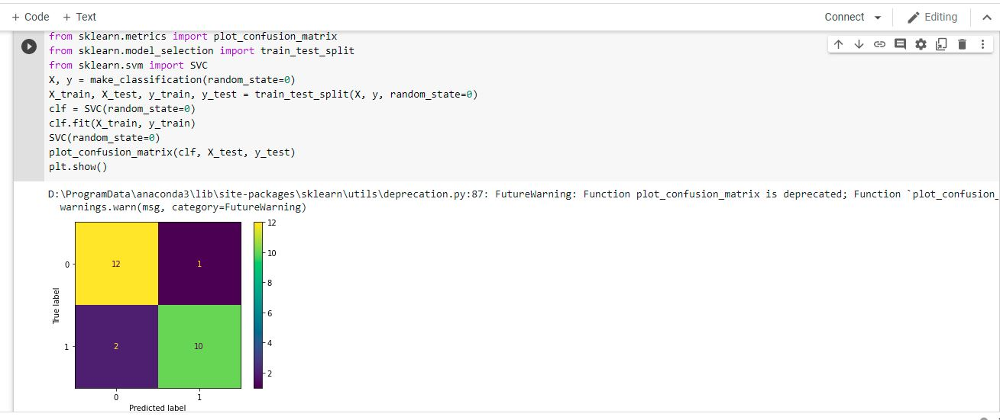 + Code + Text
Connect Editing
from sklearn.metrics import plot_confusion_matrix
from sklearn.model_selection import train_test_split
from sklearn.svm import SVC
X, y = make_classification(random_state=0)
X_train, X_test, y_train, y_test = train_test_split(X, y, random_state=0)
clf = SVC(random_state=0)
clf.fit(X_train, y_train)
SVC(random_state=0)
plot_confusion_matrix(clf, X_test, y_test)
plt.show()
D:\ProgramData\anaconda3\lib\site-packages\sklearn\utils\deprecation.py:87: FutureWarning: Function plot_confusion_matrix is deprecated; Function `plot_confusion_
warnings.warn(msg, category=FutureWarning)
12
10
8
6
4
2
0
12 1
True label
1
2 10
0 1
Predicted label